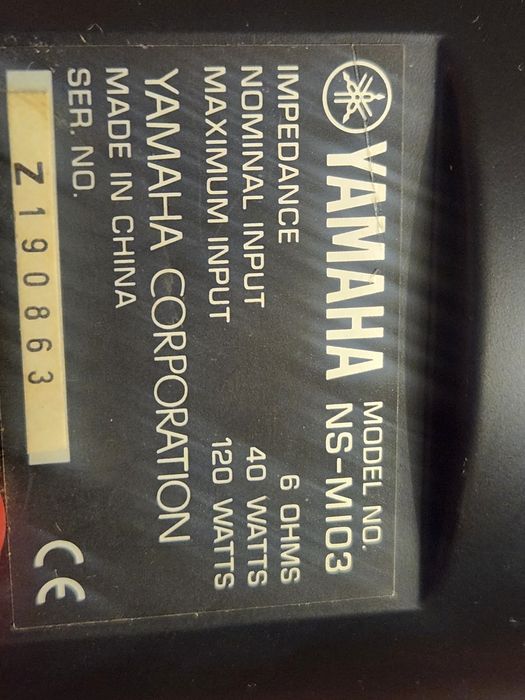 MODEL NO.
YAMAHA NS-M103
IMPEDANCE 6 OHMS
NOMINAL INPUT 40 WATTS
MAXIMUM INPUT 120 WATTS
YAMAHA CORPORATION
MADE IN CHINA
SER. NO.
Z190863
CE